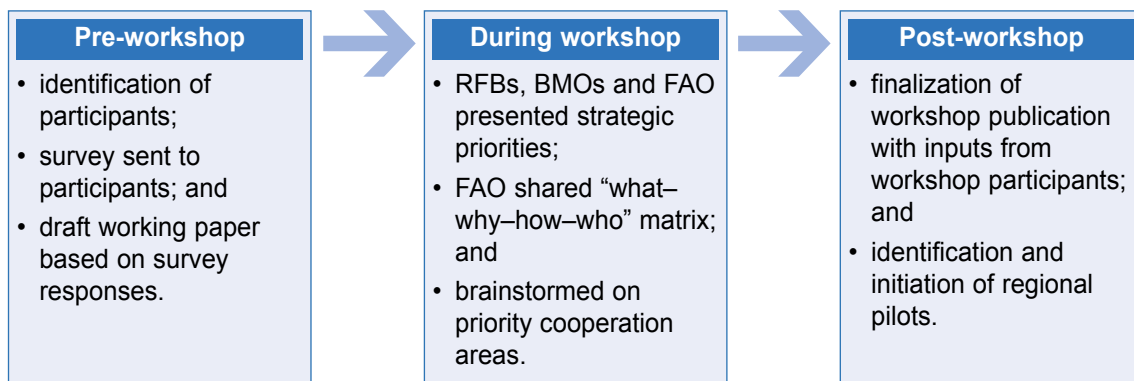 Pre-workshop
• identification of
participants;
• survey sent to
participants; and
• draft working paper
based on survey
responses.
During workshop
• RFBs, BMOs and FAO
presented strategic
priorities;
• FAO shared “what–
why–how–who” matrix;
and
• brainstormed on
priority cooperation
areas.
Post-workshop
• finalization of
workshop publication
with inputs from
workshop participants;
and
• identification and
initiation of regional
pilots.